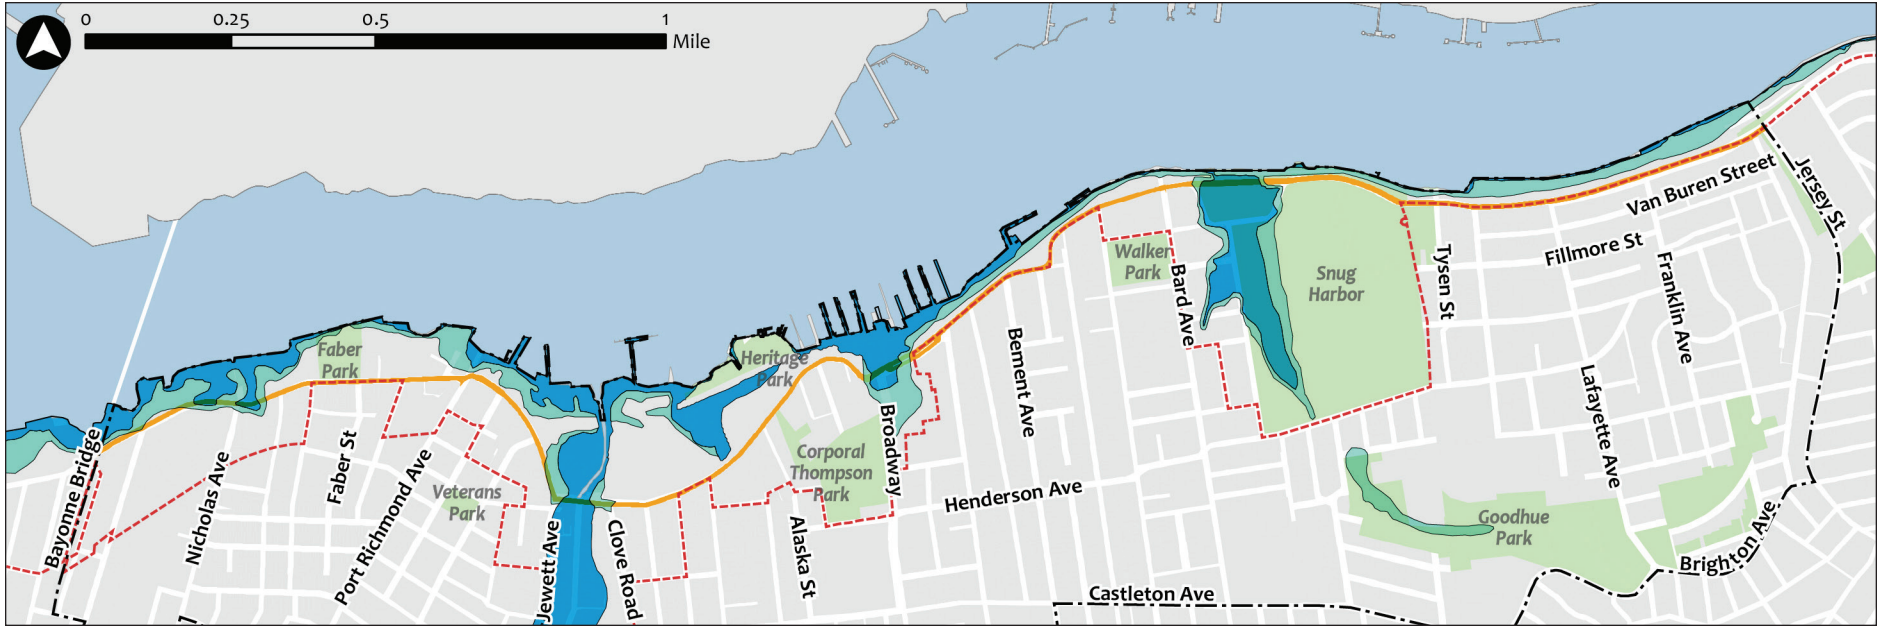 0 0.25 0.5 1
Mile
Jersey St
Van Buren Street
Fillmore St
Tysen St
Franklin Ave
Walker
Park
Bard Ave
Snug
Harbor
Faber
Park
Heritage
Park
Bement Ave
Lafayette Ave
Broadway
Bayonne Bridge
Nicholas Ave
Faber St
Port Richmond Ave
Veterans
Park
Corporal
Thompson
Park
Henderson Ave
Jewett Ave
Clove Road
Alaska St
Goodhue
Park
Brighton Ave
Castleton Ave